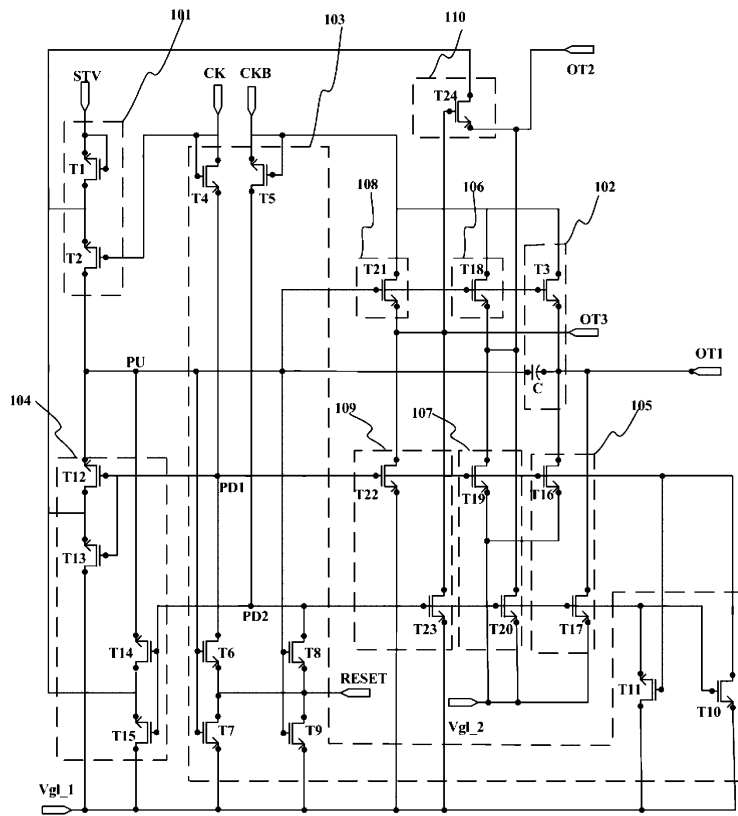 101
103
110
STV
CK
CKB
OT2
T24
T1
T4
T5
108
106
102
T2
T21
T18
T3
OT3
PU
OT1
C
104
109
107
105
T12
PD1
T22
T19
T16
T13
PD2
T14
T6
T8
T23
T20
T17
RESET
T11
T10
T15
T7
T9
Vgl_2
Vgl_1